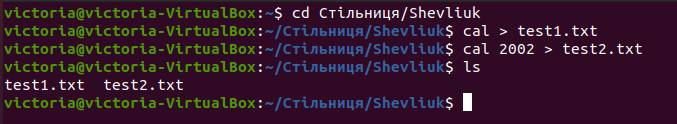 victoria@victoria-VirtualBox:~$ cd Стільниця/Shevliuk
victoria@victoria-VirtualBox:~/Стільниця/Shevliuk$ cal > test1.txt
victoria@victoria-VirtualBox:~/Стільниця/Shevliuk$ cal 2002 > test2.txt
victoria@victoria-VirtualBox:~/Стільниця/Shevliuk$ ls
test1.txt  test2.txt
victoria@victoria-VirtualBox:~/Стільниця/Shevliuk$